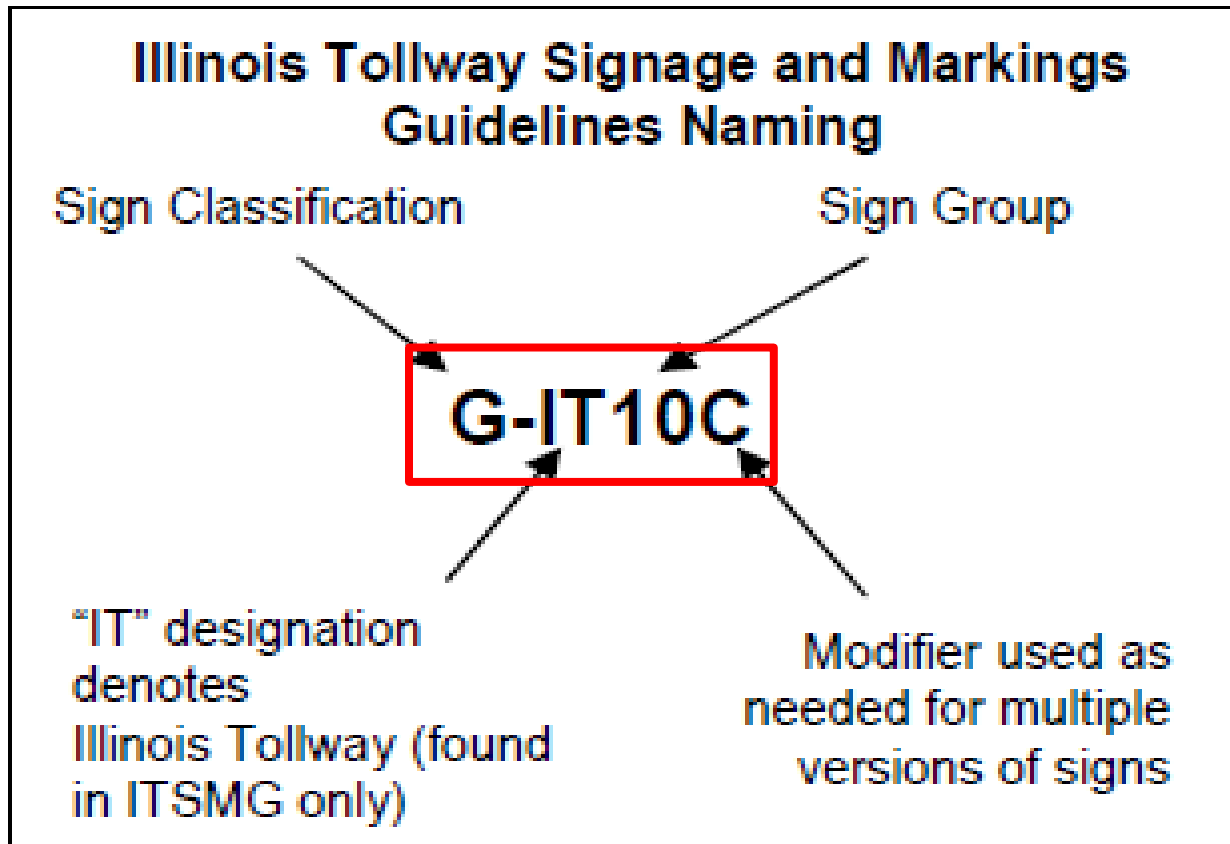 Illinois Tollway Signage and Markings
Guidelines Naming
Sign Classification
Sign Group
G-IT10C
“IT” designation
denotes
Illinois Tollway (found
in ITSMG only)
Modifier used as
needed for multiple
versions of signs